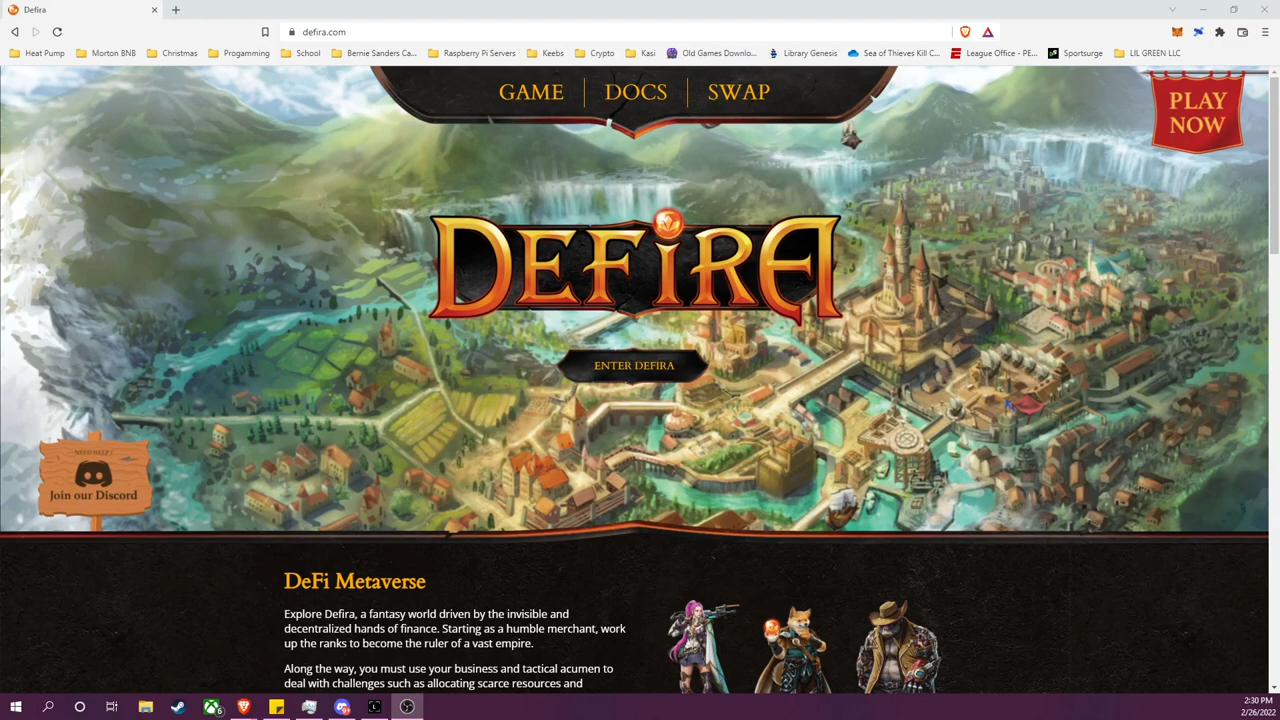 Defira
defira.com
Heat Pump
Morton BNB
Christmas
Progamming
School
Bernie Sanders Ca...
Raspberry Pi Servers
Keebs
Crypto
Kasi
Old Games Downlo...
Library Genesis
Sea of Thieves Kill C...
League Office - PE...
Sportsurge
LIL GREEN LLC
GAME
DOCS
SWAP
PLAY
NOW
DEFIRA
ENTER DEFIRA
NEED HELP?
Join our Discord
DeFi Metaverse
Explore Defira, a fantasy world driven by the invisible and
decentralized hands of finance. Starting as a humble merchant, work
up the ranks to become the ruler of a vast empire.
Along the way, you must use your business and tactical acumen to
deal with challenges such as allocating scarce resources and
6
2:30 PM
2/26/2022